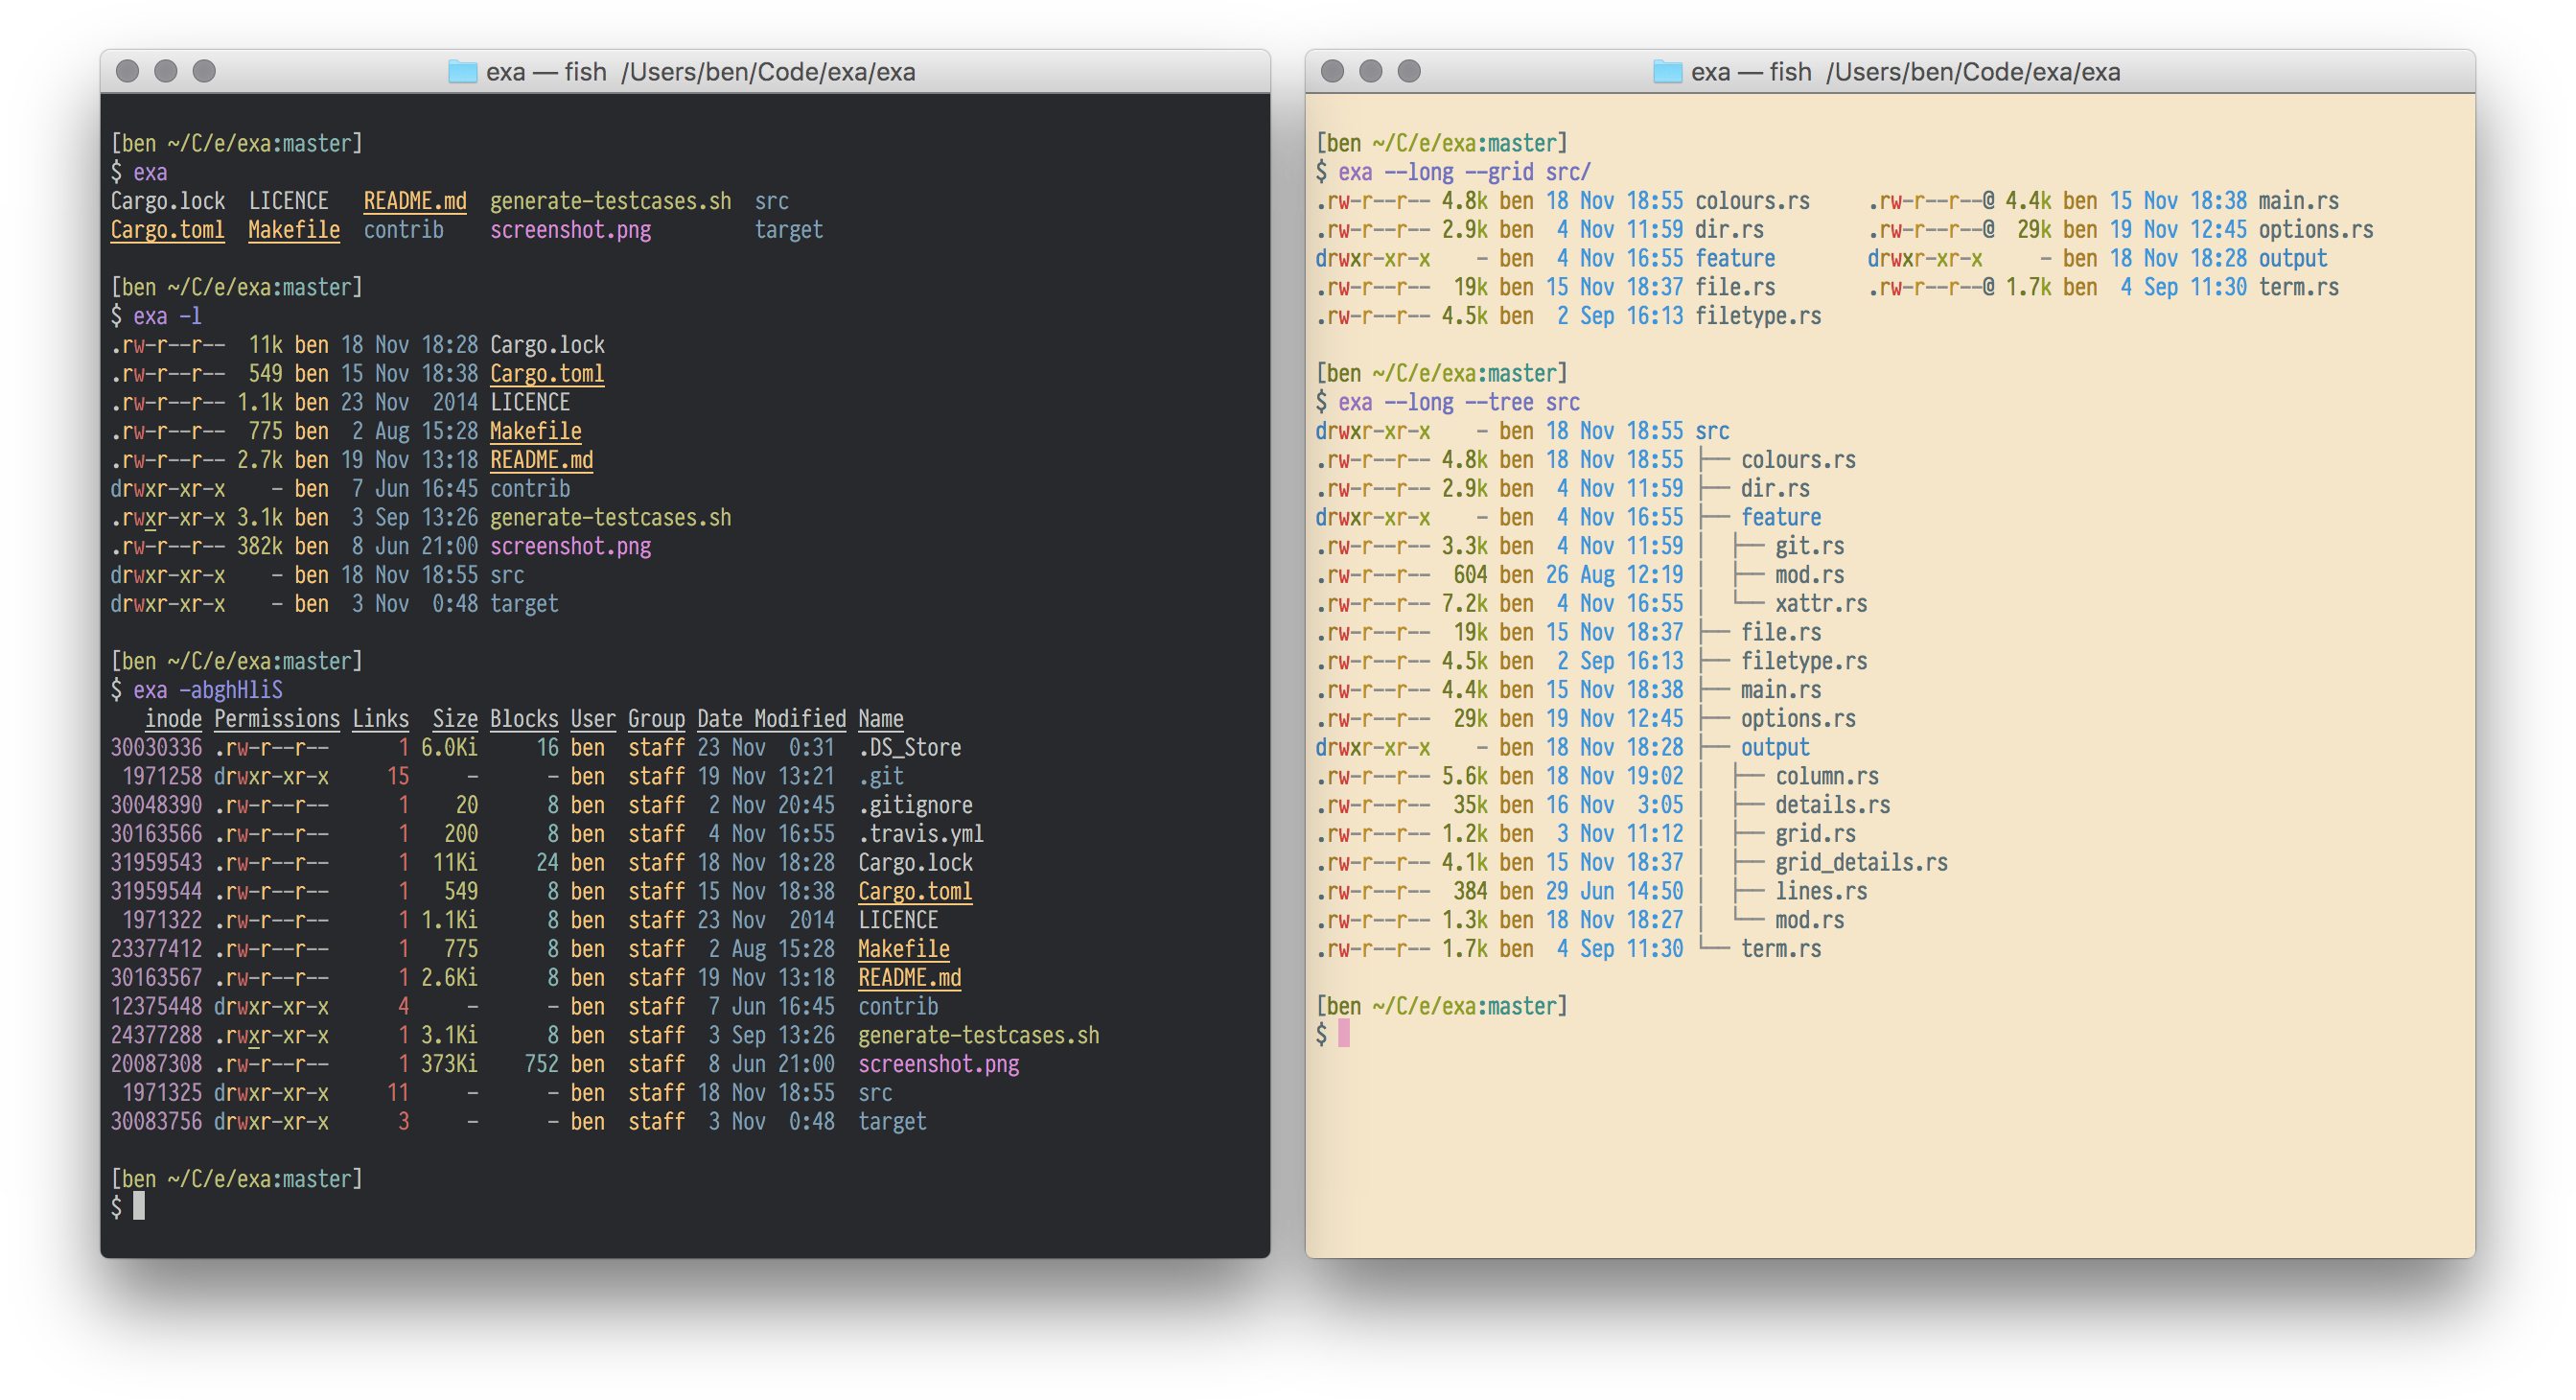 exa — fish  /Users/ben/Code/exa/exa
[ben ~/C/e/exa:master]
$ exa
Cargo.lock  LICENCE   README.md  generate-testcases.sh  src
Cargo.toml  Makefile  contrib    screenshot.png         target
[ben ~/C/e/exa:master]
$ exa -l
.rw-r--r--  11k ben 18 Nov 18:28 Cargo.lock
.rw-r--r--  549 ben 15 Nov 18:38 Cargo.toml
.rw-r--r-- 1.1k ben 23 Nov  2014 LICENCE
.rw-r--r--  775 ben  2 Aug 15:28 Makefile
.rw-r--r-- 2.7k ben 19 Nov 13:18 README.md
drwxr-xr-x    - ben  7 Jun 16:45 contrib
.rwxr-xr-x 3.1k ben  3 Sep 13:26 generate-testcases.sh
.rw-r--r-- 382k ben  8 Jun 21:00 screenshot.png
drwxr-xr-x    - ben 18 Nov 18:55 src
drwxr-xr-x    - ben  3 Nov  0:48 target
[ben ~/C/e/exa:master]
$ exa -abghHliS
   inode Permissions Links  Size Blocks User Group Date Modified Name
30030336 .rw-r--r--      1 6.0Ki     16 ben  staff 23 Nov  0:31  .DS_Store
 1971258 drwxr-xr-x     15    -       - ben  staff 19 Nov 13:21  .git
30048390 .rw-r--r--      1    20      8 ben  staff  2 Nov 20:45  .gitignore
30163566 .rw-r--r--      1   200      8 ben  staff  4 Nov 16:55  .travis.yml
31959543 .rw-r--r--      1  11Ki     24 ben  staff 18 Nov 18:28  Cargo.lock
31959544 .rw-r--r--      1   549      8 ben  staff 15 Nov 18:38  Cargo.toml
 1971322 .rw-r--r--      1 1.1Ki      8 ben  staff 23 Nov  2014  LICENCE
23377412 .rw-r--r--      1   775      8 ben  staff  2 Aug 15:28  Makefile
30163567 .rw-r--r--      1 2.6Ki      8 ben  staff 19 Nov 13:18  README.md
12375448 drwxr-xr-x      4    -       - ben  staff  7 Jun 16:45  contrib
24377288 .rwxr-xr-x      1 3.1Ki      8 ben  staff  3 Sep 13:26  generate-testcases.sh
20087308 .rw-r--r--      1 373Ki    752 ben  staff  8 Jun 21:00  screenshot.png
 1971325 drwxr-xr-x     11    -       - ben  staff 18 Nov 18:55  src
30083756 drwxr-xr-x      3    -       - ben  staff  3 Nov  0:48  target
[ben ~/C/e/exa:master]
$
exa — fish  /Users/ben/Code/exa/exa
[ben ~/C/e/exa:master]
$ exa --long --grid src/
.rw-r--r-- 4.8k ben 18 Nov 18:55 colours.rs     .rw-r--r--@ 4.4k ben 15 Nov 18:38 main.rs
.rw-r--r-- 2.9k ben  4 Nov 11:59 dir.rs         .rw-r--r--@  29k ben 19 Nov 12:45 options.rs
drwxr-xr-x    - ben  4 Nov 16:55 feature        drwxr-xr-x     - ben 18 Nov 18:28 output
.rw-r--r--  19k ben 15 Nov 18:37 file.rs        .rw-r--r--@ 1.7k ben  4 Sep 11:30 term.rs
.rw-r--r-- 4.5k ben  2 Sep 16:13 filetype.rs
[ben ~/C/e/exa:master]
$ exa --long --tree src
drwxr-xr-x    - ben 18 Nov 18:55 src
.rw-r--r-- 4.8k ben 18 Nov 18:55 ├── colours.rs
.rw-r--r-- 2.9k ben  4 Nov 11:59 ├── dir.rs
drwxr-xr-x    - ben  4 Nov 16:55 ├── feature
.rw-r--r-- 3.3k ben  4 Nov 11:59 │  ├── git.rs
.rw-r--r--  604 ben 26 Aug 12:19 │  ├── mod.rs
.rw-r--r-- 7.2k ben  4 Nov 16:55 │  └── xattr.rs
.rw-r--r--  19k ben 15 Nov 18:37 ├── file.rs
.rw-r--r-- 4.5k ben  2 Sep 16:13 ├── filetype.rs
.rw-r--r-- 4.4k ben 15 Nov 18:38 ├── main.rs
.rw-r--r--  29k ben 19 Nov 12:45 ├── options.rs
drwxr-xr-x    - ben 18 Nov 18:28 ├── output
.rw-r--r-- 5.6k ben 18 Nov 19:02 │  ├── column.rs
.rw-r--r--  35k ben 16 Nov  3:05 │  ├── details.rs
.rw-r--r-- 1.2k ben  3 Nov 11:12 │  ├── grid.rs
.rw-r--r-- 4.1k ben 15 Nov 18:37 │  ├── grid_details.rs
.rw-r--r--  384 ben 29 Jun 14:50 │  ├── lines.rs
.rw-r--r-- 1.3k ben 18 Nov 18:27 │  └── mod.rs
.rw-r--r-- 1.7k ben  4 Sep 11:30 └── term.rs
[ben ~/C/e/exa:master]
$